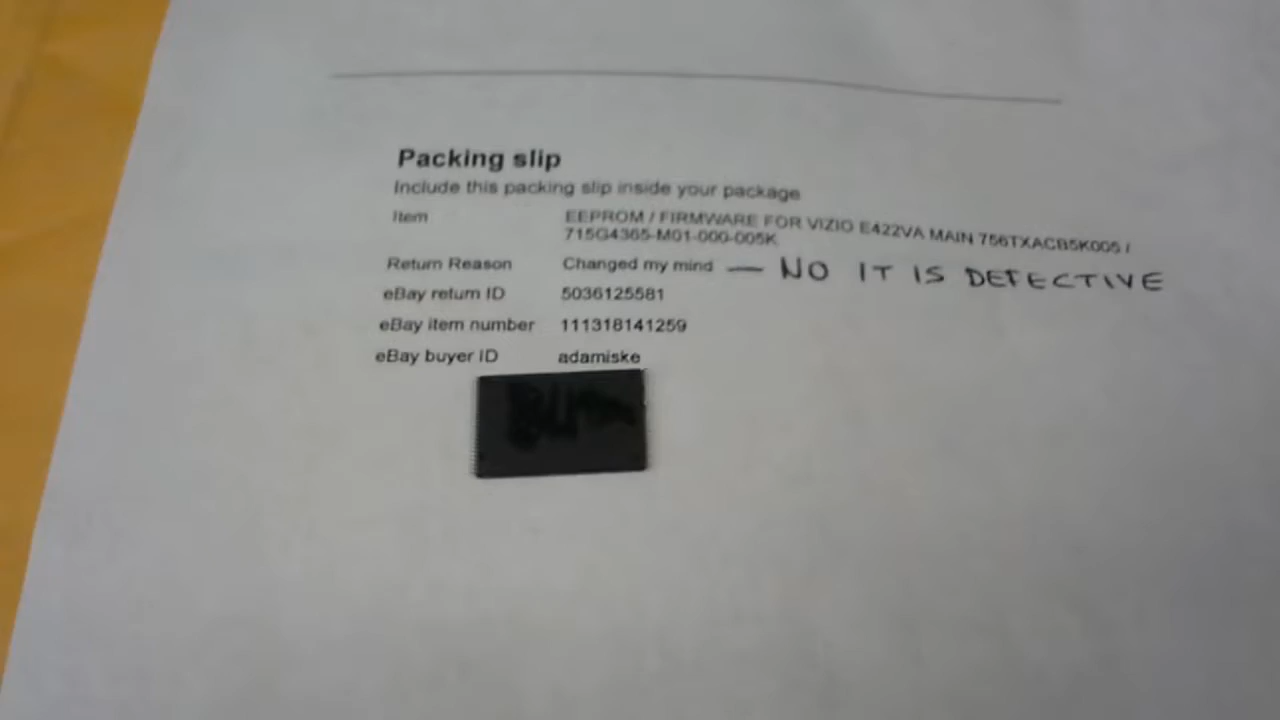 Packing slip
Include this packing slip inside your package
Item EEPROM / FIRMWARE FOR VIZIO E422VA MAIN 756TXACB5K005 /
715G4365-M01-000-005K
Return Reason Changed my mind — NO IT IS DEFECTIVE
eBay return ID 5036125581
eBay item number 111318141259
eBay buyer ID adamiske